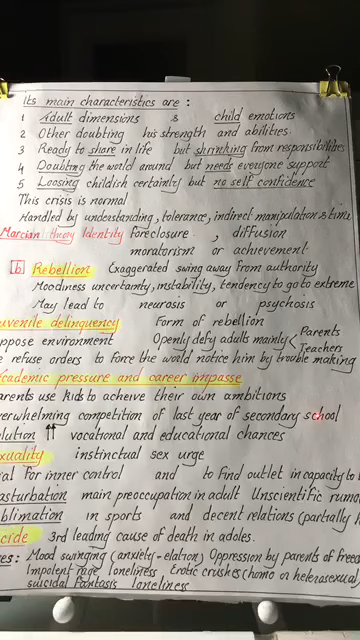 Its main characteristics are :
1 Adult dimensions & child emotions
2 Other doubting his strength and abilities.
3 Ready to share in life but shrinking from responsibilities
4 Doubting the world around but needs everyone support
5 Loosing childish certainty but no self confidence
This crisis is normal
Handled by understanding, tolerance, indirect manipulation & time
Marcian theory Identity Foreclosure , diffusion
moratorism or achievement
(b) Rebellion Exaggerated swing away from authority
Moodiness uncertainty, instability, tendency to go to extreme
May lead to neurosis or psychosis
uvenile delinquency Form of rebellion
ppose environment Openly defy adults mainly < Parents
Teachers
e refuse orders to force the world notice him by trouble making
Academic pressure and career impasse
arents use kids to acheive their own ambitions
verwhelming competition of last year of secondary school
olution ↑↑ vocational and educational chances
xuality instinctual sex urge
al For inner control and to find outlet in capacity to
asturbation main preoccupation in adult Unscientific rumo
blimation in sports and decent relations (partially
cide 3rd leading cause of death in adoles.
es : Mood swinging (anxiety - elation) Oppression by parents of freed
Impotent rage loneliness Erotic crushes (homo or heterosexual
suicidal fantasis loneliness